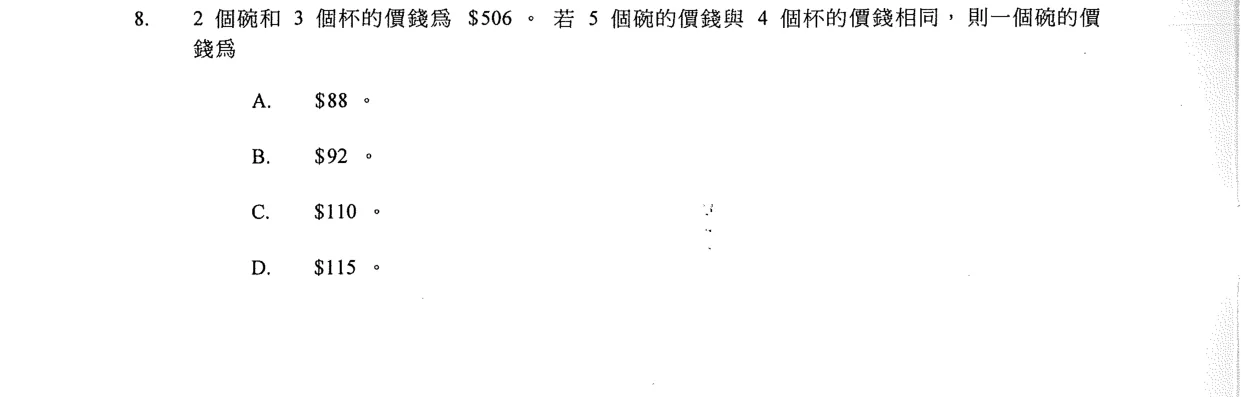 8. 2 個碗和 3 個杯的價錢爲 $506 。 若 5 個碗的價錢與 4 個杯的價錢相同，則一個碗的價
錢爲
A. $88 。
B. $92 。
C. $110 。
D. $115 。